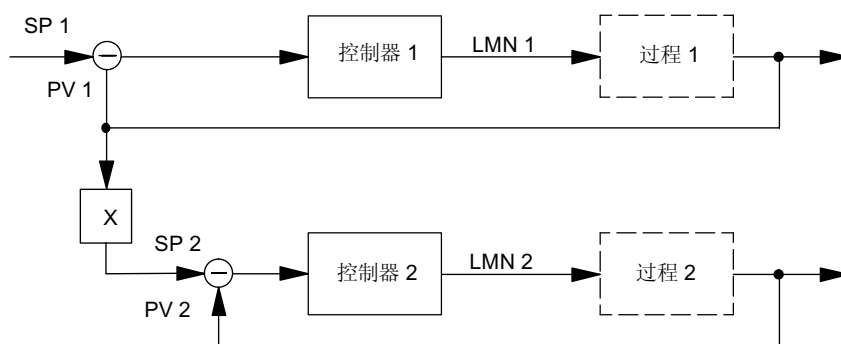 SP 1
控制器 1
LMN 1
过程 1
PV 1
X
SP 2
控制器 2
LMN 2
过程 2
PV 2